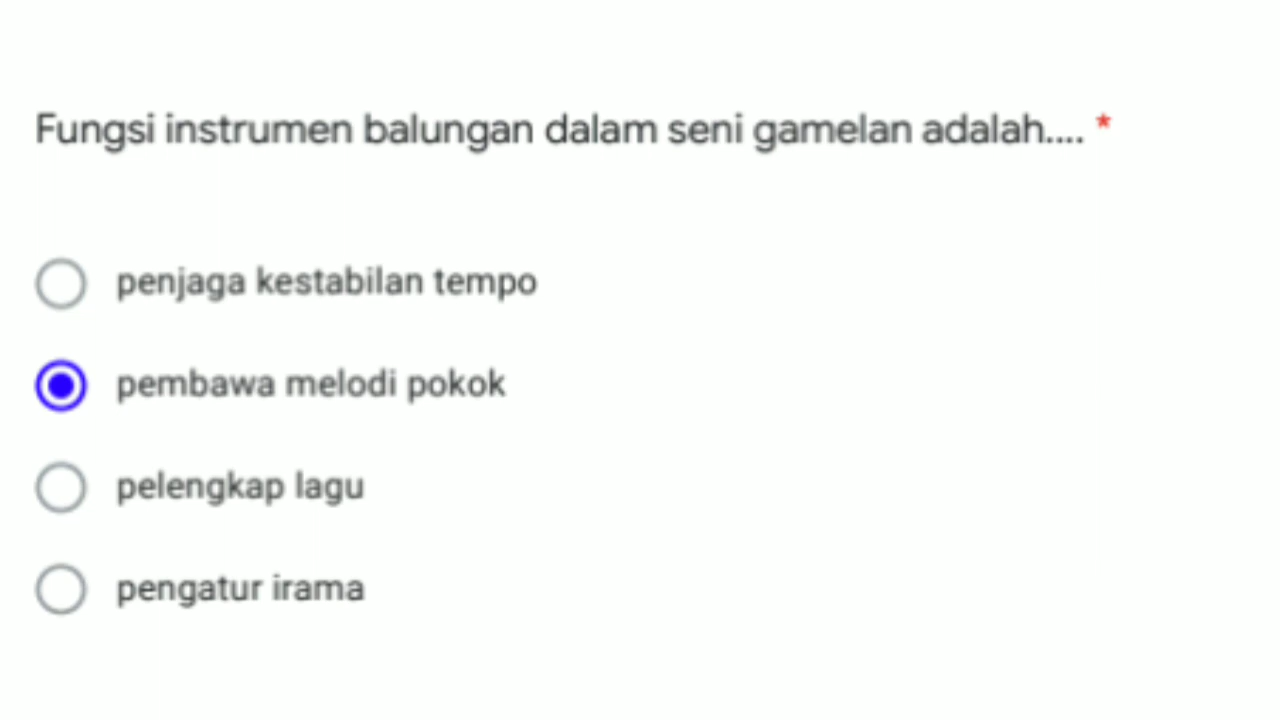 Fungsi instrumen balungan dalam seni gamelan adalah.... *
penjaga kestabilan tempo
pembawa melodi pokok
pelengkap lagu
pengatur irama